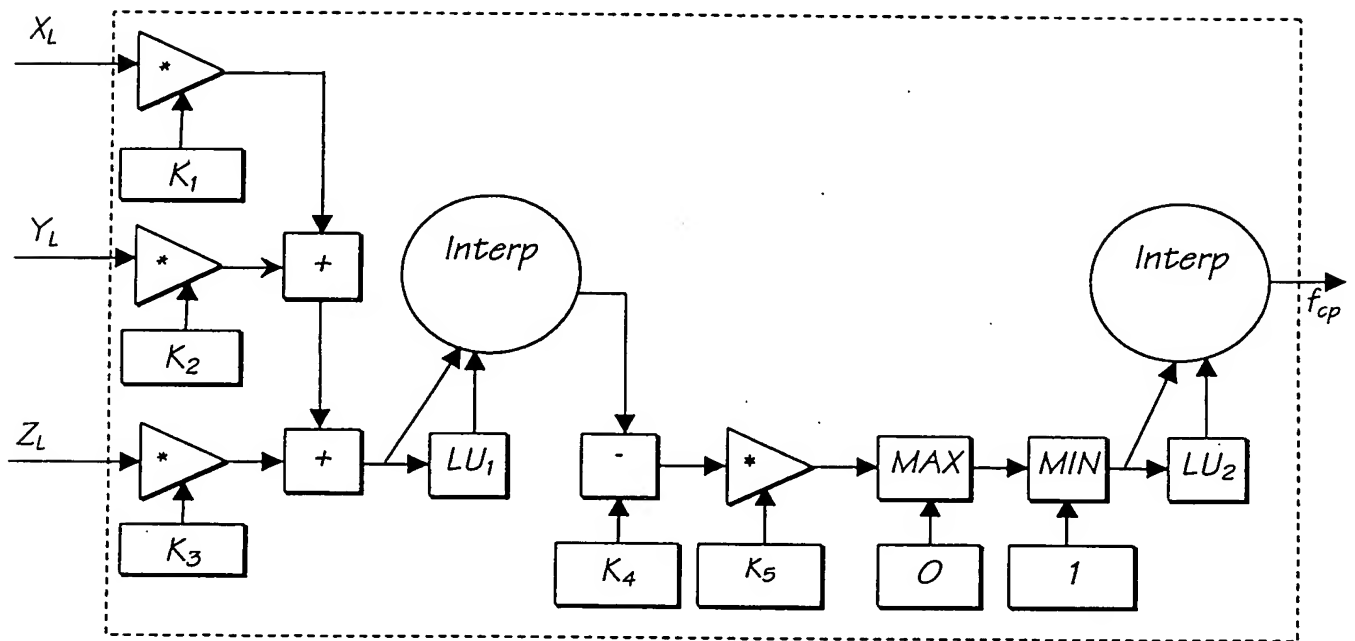 X_L
*
K_1
Y_L
*
+
Interp
K_2
Z_L
*
+
LU_1
K_3
-
K_4
*
K_5
MAX
0
MIN
1
LU_2
Interp
f_cp